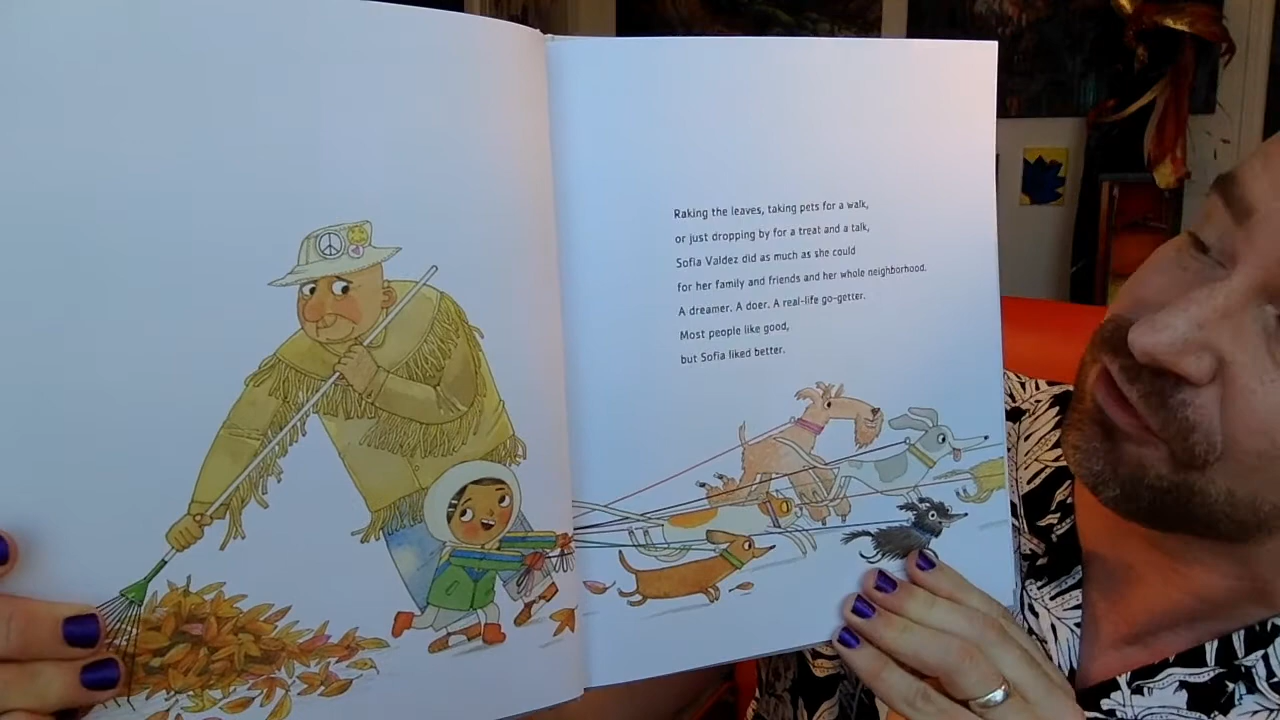 Raking the leaves, taking pets for a walk,
or just dropping by for a treat and a talk,
Sofia Valdez did as much as she could
for her family and friends and her whole neighborhood.
A dreamer. A doer. A real-life go-getter.
Most people like good,
but Sofia liked better.